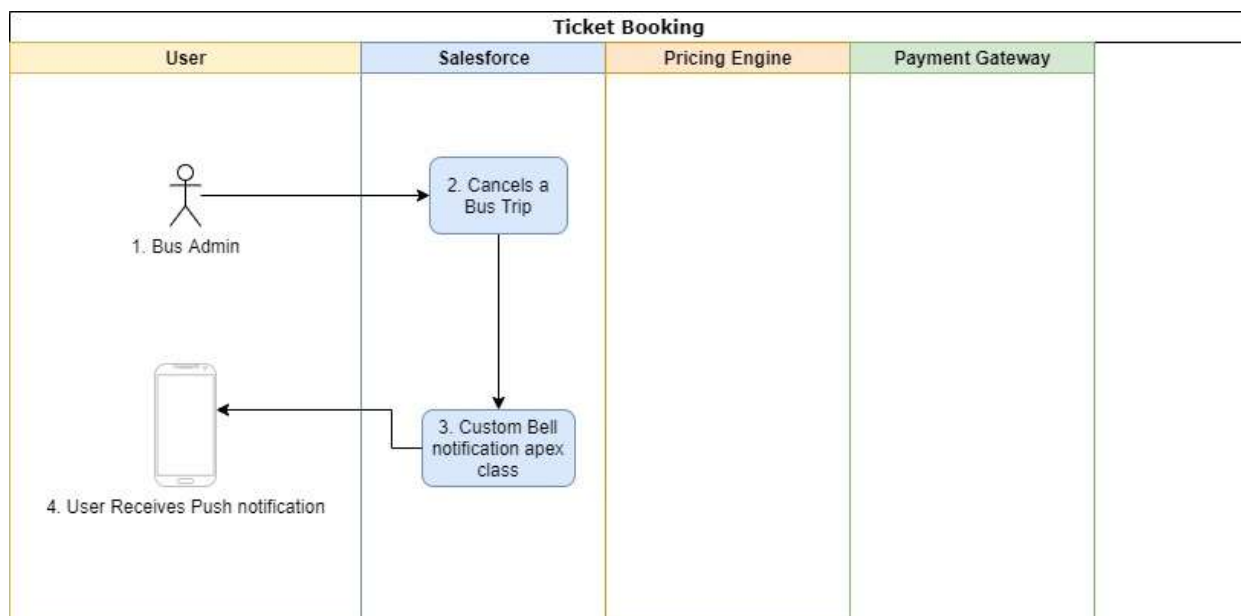 Ticket Booking
User
Salesforce
Pricing Engine
Payment Gateway
2. Cancels a
Bus Trip
1. Bus Admin
3. Custom Bell
notification apex
class
4. User Receives Push notification